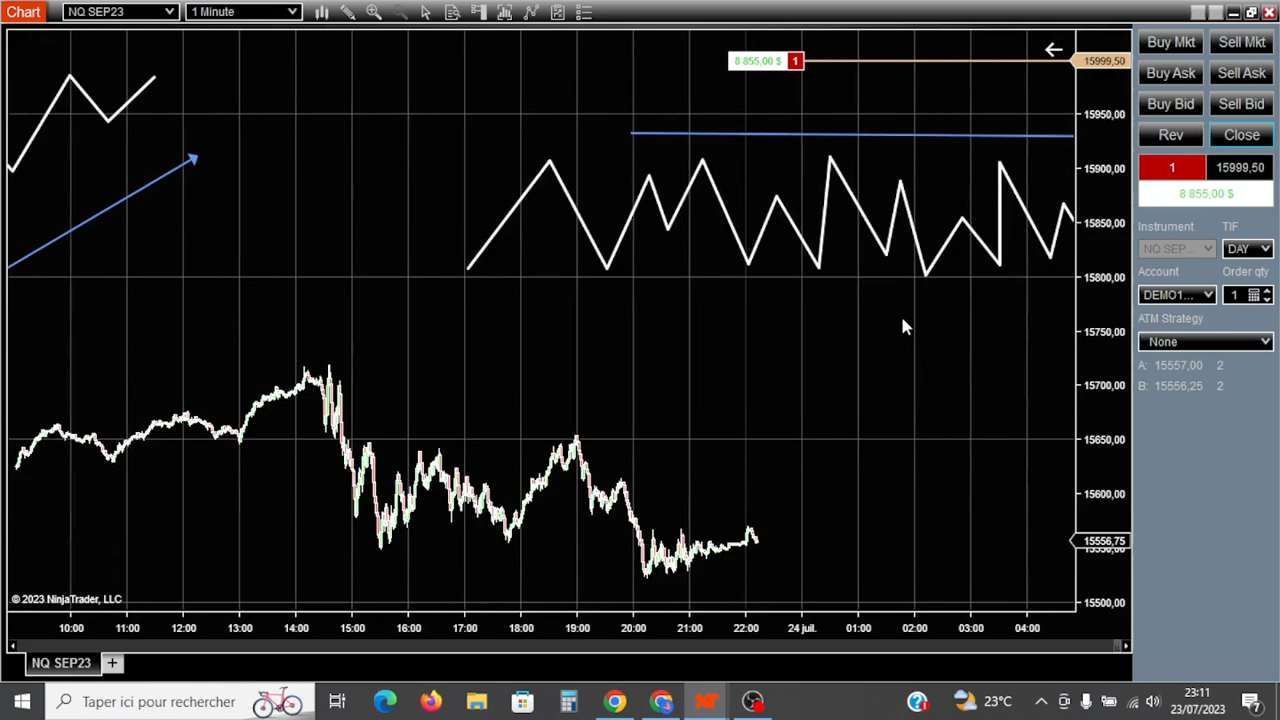 Chart NQ SEP23 1 Minute
8 855,00 $ 1 15999,50
15950,00
15900,00
15850,00
15800,00
15750,00
15700,00
15650,00
15600,00
15556,75
15500,00
© 2023 NinjaTrader, LLC
10:00 11:00 12:00 13:00 14:00 15:00 16:00 17:00 18:00 19:00 20:00 21:00 22:00 24 juil. 01:00 02:00 03:00 04:00
NQ SEP23 +
Buy Mkt Sell Mkt
Buy Ask Sell Ask
Buy Bid Sell Bid
Rev Close
1 15999,50
8 855,00 $
Instrument TIF
NQ SEP... DAY
Account Order qty
DEMO1... 1
ATM Strategy
None
A: 15557,00 2
B: 15556,25 2
Taper ici pour rechercher
23°C
23:11
23/07/2023
7